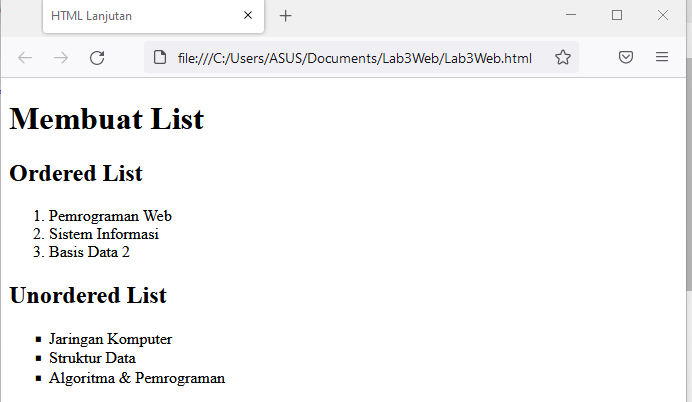 HTML Lanjutan
file:///C:/Users/ASUS/Documents/Lab3Web/Lab3Web.html
Membuat List
Ordered List
1. Pemrograman Web
2. Sistem Informasi
3. Basis Data 2
Unordered List
▪ Jaringan Komputer
▪ Struktur Data
▪ Algoritma & Pemrograman